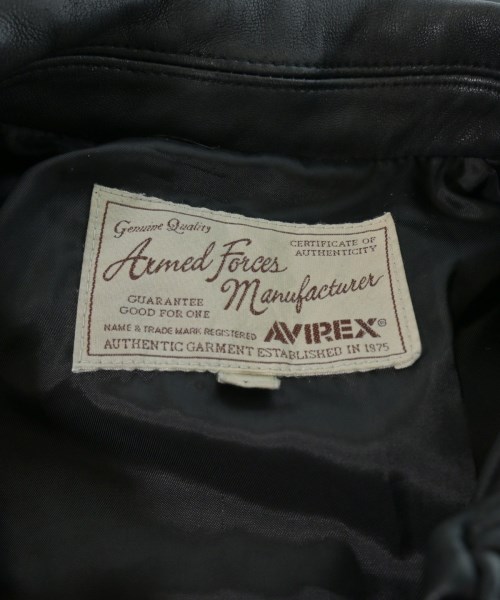 Genuine Quality
CERTIFICATE OF
AUTHENTICITY
Armed Forces
Manufacturer
GUARANTEE
GOOD FOR ONE
NAME & TRADE MARK REGISTERED
AVIREX®
AUTHENTIC GARMENT ESTABLISHED IN 1975